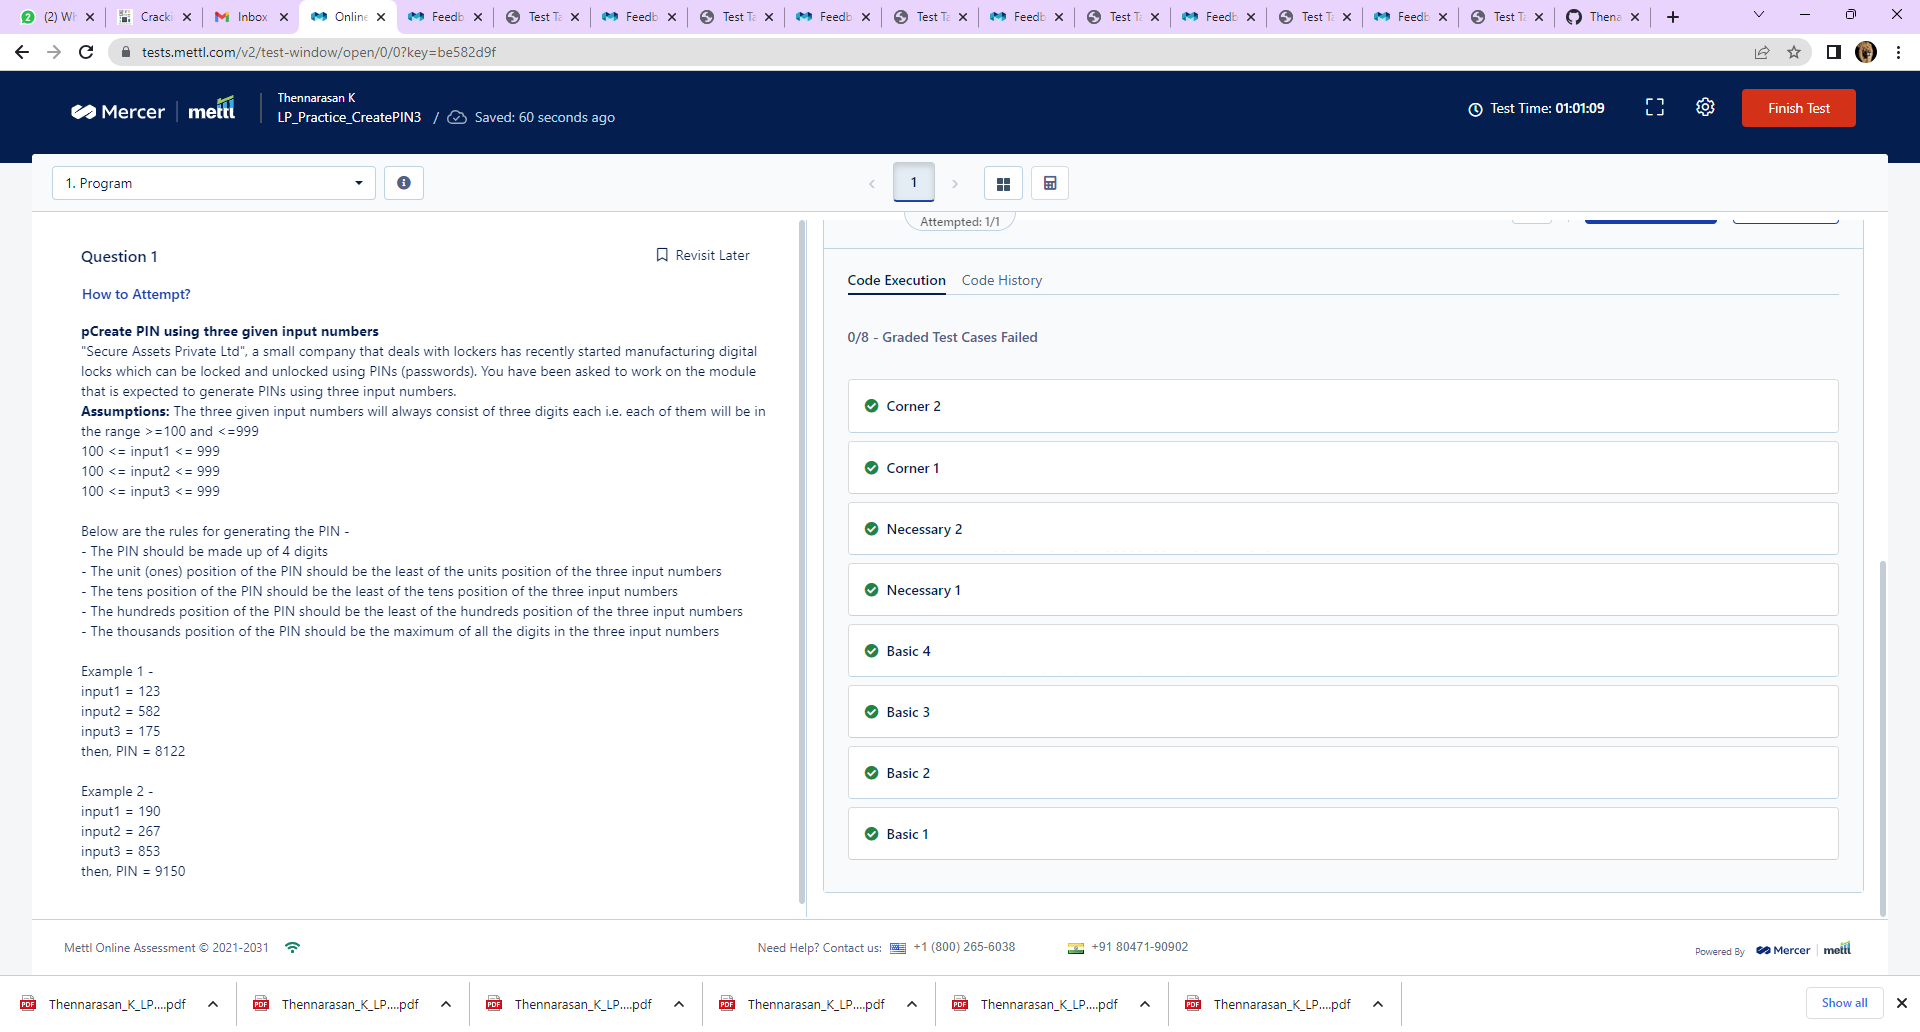 (2) Wh
Cracki
Inbox
Online
Feedb
Test Ta
Feedb
Test Ta
Feedb
Test Ta
Feedb
Test Ta
Feedb
Test Ta
Feedb
Test Ta
Thena
tests.mettl.com/v2/test-window/open/0/0?key=be582d9f
Mercer | mettl
Thennarasan K
LP_Practice_CreatePIN3 / Saved: 60 seconds ago
Test Time: 01:01:09
Finish Test
1. Program
1
Attempted: 1/1
Question 1
Revisit Later
How to Attempt?
pCreate PIN using three given input numbers
"Secure Assets Private Ltd", a small company that deals with lockers has recently started manufacturing digital
locks which can be locked and unlocked using PINs (passwords). You have been asked to work on the module
that is expected to generate PINs using three input numbers.
Assumptions: The three given input numbers will always consist of three digits each i.e. each of them will be in
the range >=100 and <=999
100 <= input1 <= 999
100 <= input2 <= 999
100 <= input3 <= 999
Below are the rules for generating the PIN -
- The PIN should be made up of 4 digits
- The unit (ones) position of the PIN should be the least of the units position of the three input numbers
- The tens position of the PIN should be the least of the tens position of the three input numbers
- The hundreds position of the PIN should be the least of the hundreds position of the three input numbers
- The thousands position of the PIN should be the maximum of all the digits in the three input numbers
Example 1 -
input1 = 123
input2 = 582
input3 = 175
then, PIN = 8122
Example 2 -
input1 = 190
input2 = 267
input3 = 853
then, PIN = 9150
Code Execution
Code History
0/8 - Graded Test Cases Failed
Corner 2
Corner 1
Necessary 2
Necessary 1
Basic 4
Basic 3
Basic 2
Basic 1
Mettl Online Assessment © 2021-2031
Need Help? Contact us: +1 (800) 265-6038
+91 80471-90902
Powered By Mercer | mettl
Thennarasan_K_LP....pdf
Thennarasan_K_LP....pdf
Thennarasan_K_LP....pdf
Thennarasan_K_LP....pdf
Thennarasan_K_LP....pdf
Thennarasan_K_LP....pdf
Show all